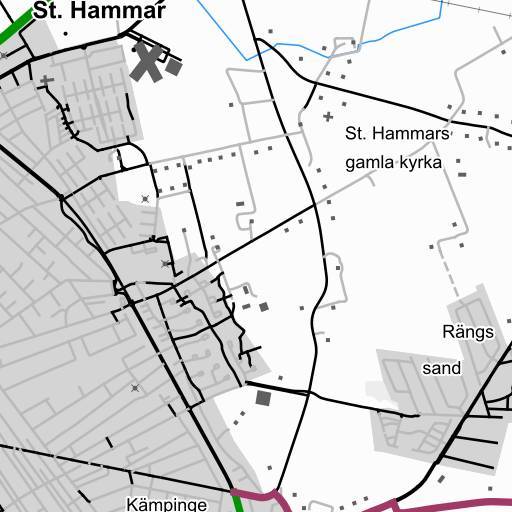 St. Hammar
St. Hammars
gamla kyrka
Rängs
sand
Kämpinge